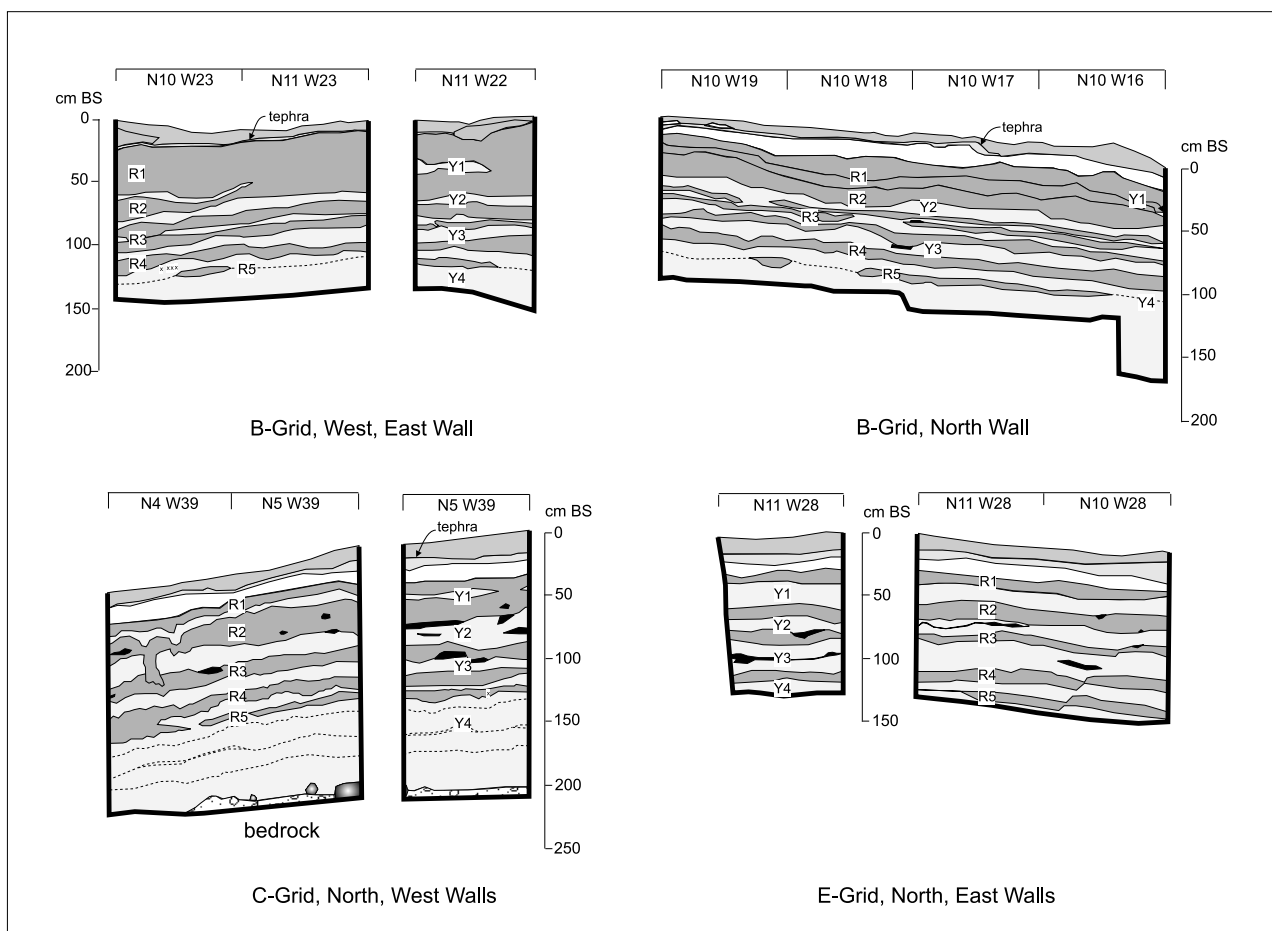 N10 W23 N11 W23
cm BS
0
50
100
150
200
tephra
R1
R2
R3
R4
x xxx
R5
N11 W22
Y1
Y2
Y3
Y4
B-Grid, West, East Wall
N10 W19 N10 W18 N10 W17 N10 W16
tephra
R1
R2
R3
R4
R5
Y1
Y2
Y3
Y4
cm BS
0
50
100
150
200
B-Grid, North Wall
N4 W39 N5 W39
R1
R2
R3
R4
R5
bedrock
N5 W39
tephra
Y1
Y2
Y3
x
Y4
cm BS
0
50
100
150
200
250
C-Grid, North, West Walls
N11 W28
Y1
Y2
Y3
Y4
cm BS
0
50
100
150
N11 W28 N10 W28
R1
R2
R3
R4
R5
E-Grid, North, East Walls